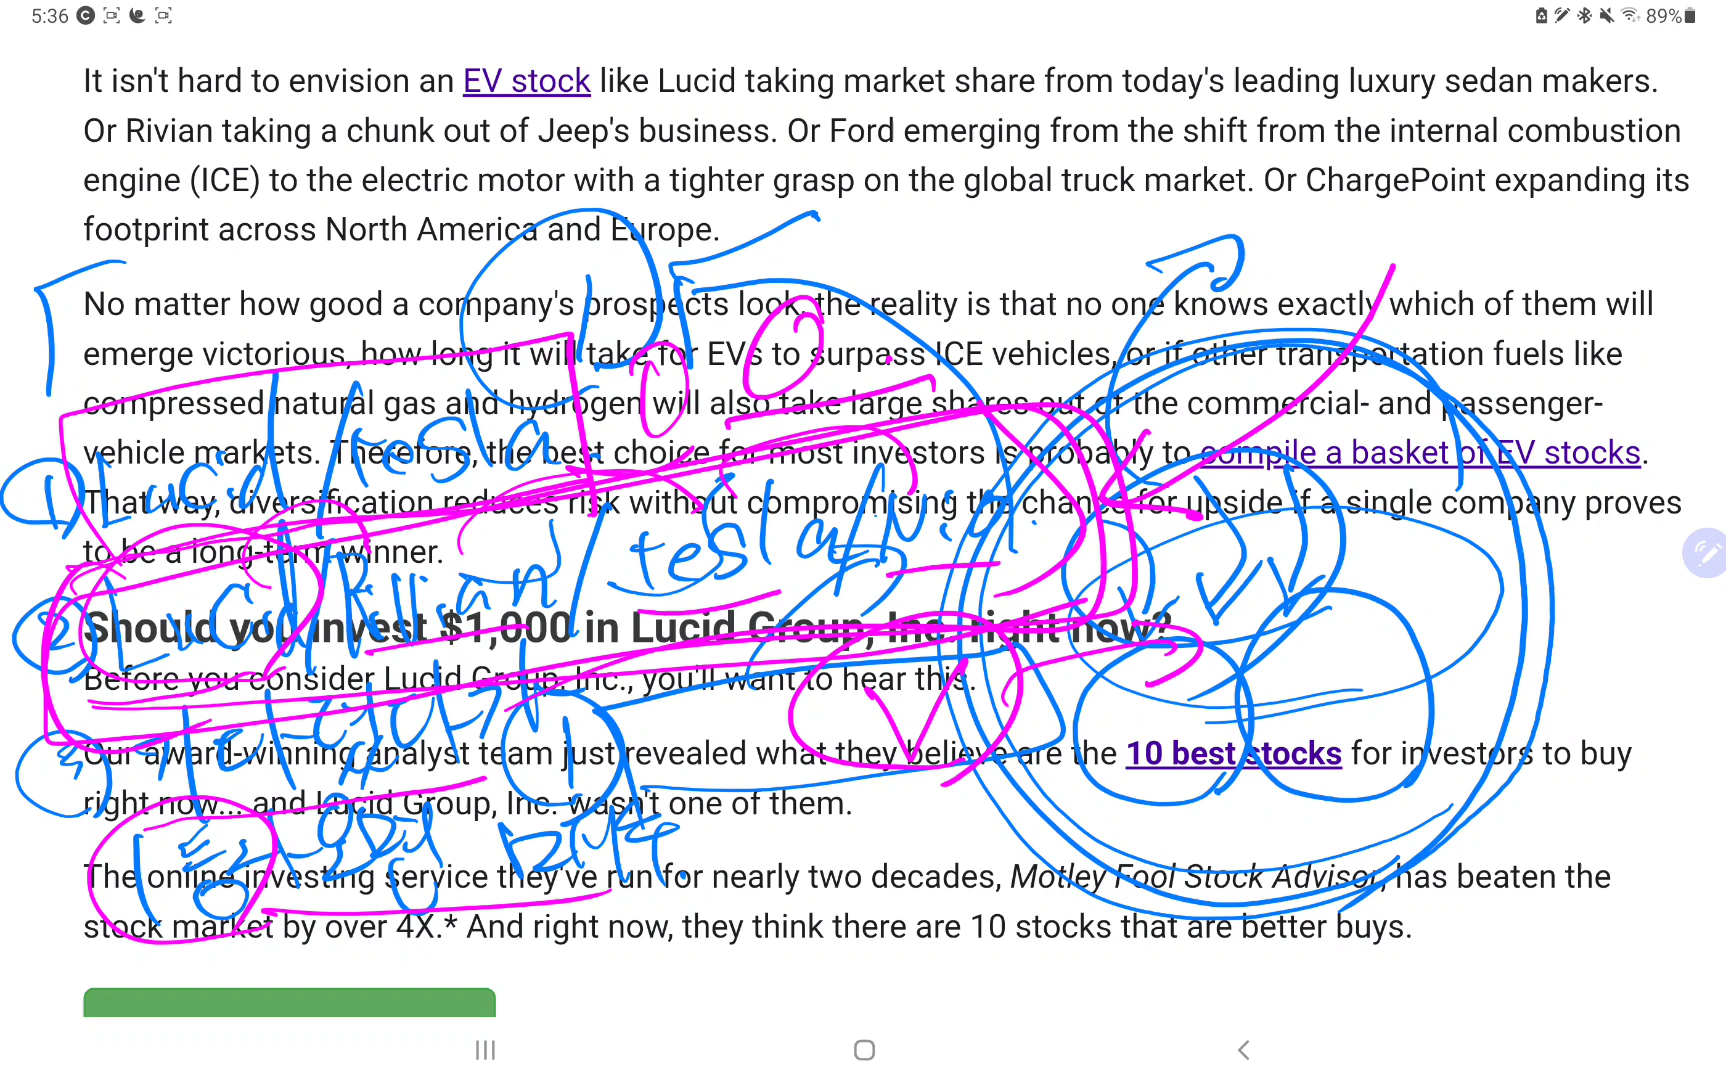 5:36
89%
It isn't hard to envision an EV stock like Lucid taking market share from today's leading luxury sedan makers.
Or Rivian taking a chunk out of Jeep's business. Or Ford emerging from the shift from the internal combustion
engine (ICE) to the electric motor with a tighter grasp on the global truck market. Or ChargePoint expanding its
footprint across North America and Europe.
No matter how good a company's prospects look, the reality is that no one knows exactly which of them will
emerge victorious, how long it will take for EVs to surpass ICE vehicles, or if other transportation fuels like
compressed natural gas and hydrogen will also take large shares out of the commercial- and passenger-
vehicle markets. Therefore, the best choice for most investors is probably to compile a basket of EV stocks.
That way, diversification reduces risk without compromising the chance for upside if a single company proves
to be a long-term winner.
1) Lucid / tesla
tesla / Nio
2) Lucid / Rivian /
3)
Should you invest $1,000 in Lucid Group, Inc. right now?
Before you consider Lucid Group, Inc., you'll want to hear this.
Our award-winning analyst team just revealed what they believe are the 10 best stocks for investors to buy
right now... and Lucid Group, Inc. wasn't one of them.
The online investing service they've run for nearly two decades, Motley Fool Stock Advisor, has beaten the
stock market by over 4X.* And right now, they think there are 10 stocks that are better buys.